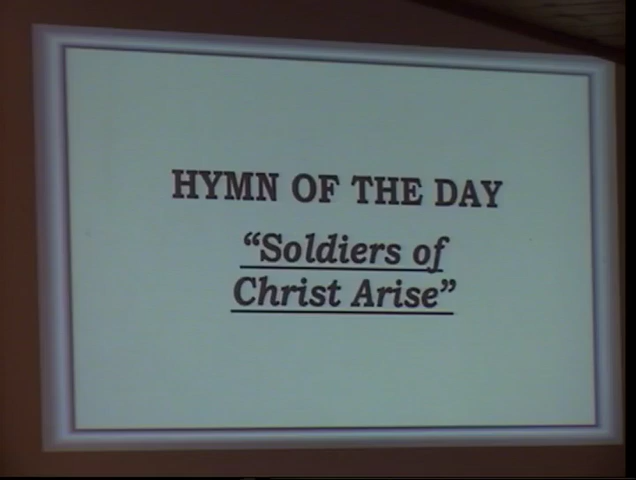 HYMN OF THE DAY
“Soldiers of
Christ Arise”